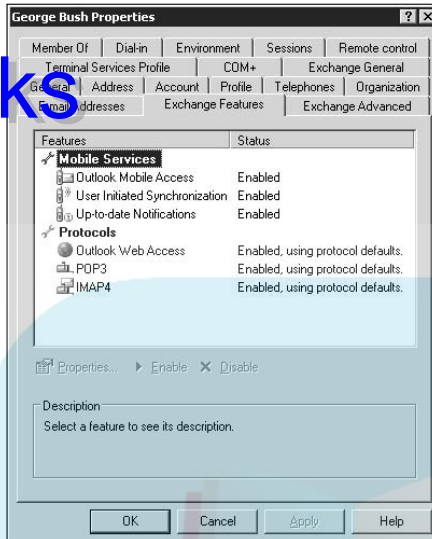 George Bush Properties
Member Of Dial-in Environment Sessions Remote control
Terminal Services Profile COM+ Exchange General
General Address Account Profile Telephones Organization
ks
E-mail Addresses Exchange Features Exchange Advanced
Features Status
Mobile Services
Outlook Mobile Access Enabled
User Initiated Synchronization Enabled
Up-to-date Notifications Enabled
Protocols
Outlook Web Access Enabled, using protocol defaults.
POP3 Enabled, using protocol defaults.
IMAP4 Enabled, using protocol defaults.
Properties... Enable Disable
Description
Select a feature to see its description.
OK Cancel Apply Help